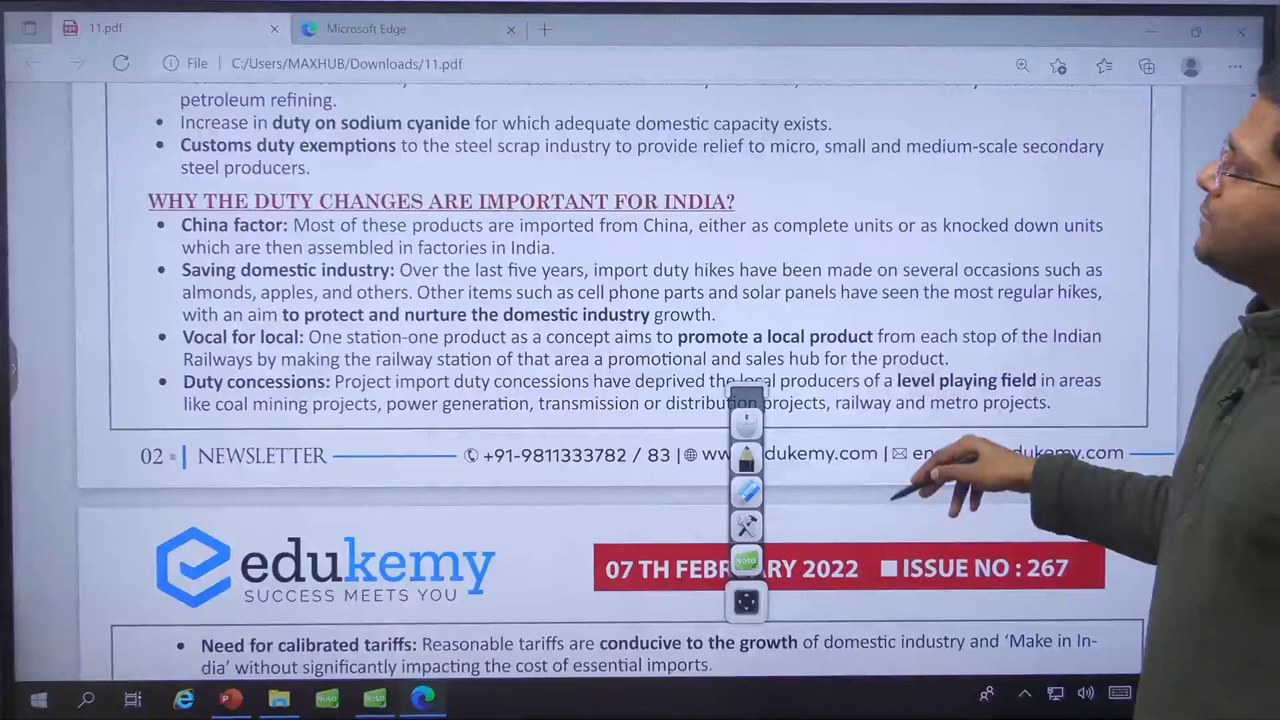 11.pdf
Microsoft Edge
File
C:/Users/MAXHUB/Downloads/11.pdf
petroleum refining.
• Increase in duty on sodium cyanide for which adequate domestic capacity exists.
• Customs duty exemptions to the steel scrap industry to provide relief to micro, small and medium-scale secondary
steel producers.
WHY THE DUTY CHANGES ARE IMPORTANT FOR INDIA?
• China factor: Most of these products are imported from China, either as complete units or as knocked down units
which are then assembled in factories in India.
• Saving domestic industry: Over the last five years, import duty hikes have been made on several occasions such as
almonds, apples, and others. Other items such as cell phone parts and solar panels have seen the most regular hikes,
with an aim to protect and nurture the domestic industry growth.
• Vocal for local: One station-one product as a concept aims to promote a local product from each stop of the Indian
Railways by making the railway station of that area a promotional and sales hub for the product.
• Duty concessions: Project import duty concessions have deprived the local producers of a level playing field in areas
like coal mining projects, power generation, transmission or distribution projects, railway and metro projects.
02 NEWSLETTER +91-9811333782 / 83 |
dukemy.com |
edukemy
SUCCESS MEETS YOU
07 TH FEBRUARY 2022 ISSUE NO : 267
• Need for calibrated tariffs: Reasonable tariffs are conducive to the growth of domestic industry and ‘Make in In-
dia’ without significantly impacting the cost of essential imports.